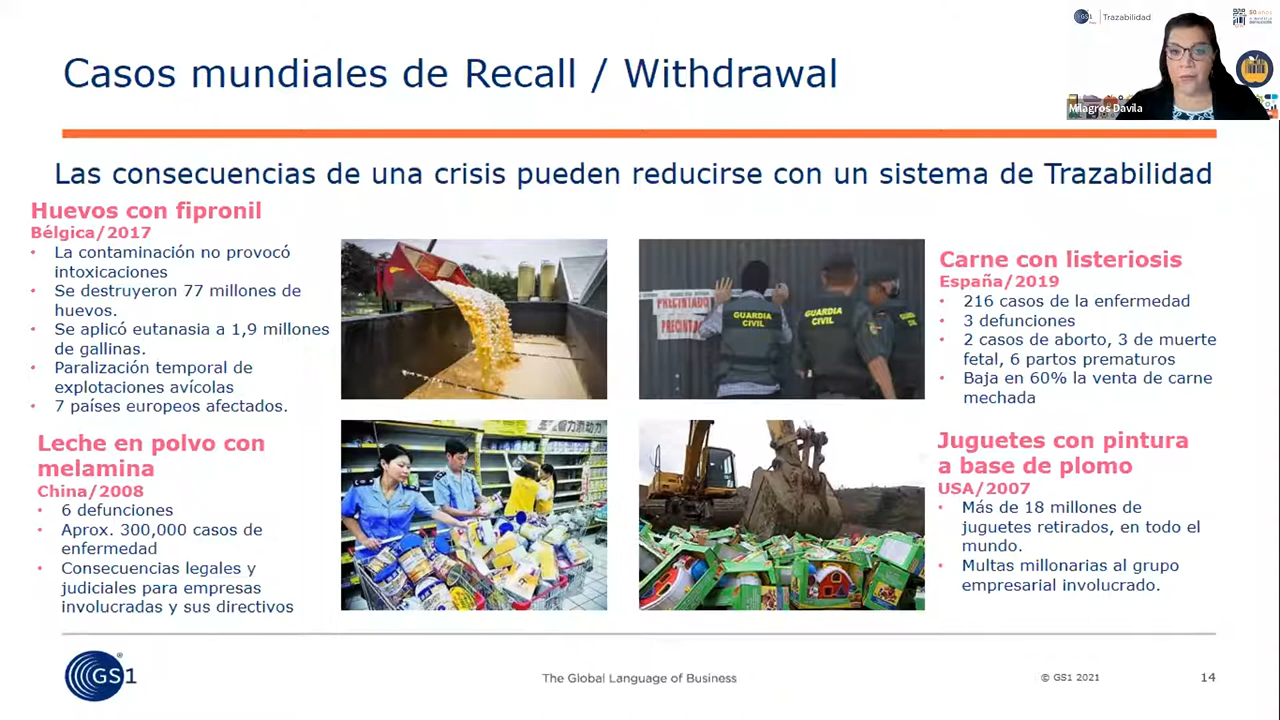 GS1 Trazabilidad
50 años
Casos mundiales de Recall / Withdrawal
Milagros Davila
Las consecuencias de una crisis pueden reducirse con un sistema de Trazabilidad
Huevos con fipronil
Bélgica/2017
• La contaminación no provocó
intoxicaciones
• Se destruyeron 77 millones de
huevos.
• Se aplicó eutanasia a 1,9 millones
de gallinas.
• Paralización temporal de
explotaciones avícolas
• 7 países europeos afectados.
Leche en polvo con
melamina
China/2008
• 6 defunciones
• Aprox. 300,000 casos de
enfermedad
• Consecuencias legales y
judiciales para empresas
involucradas y sus directivos
PRECINTADO
PRECINTA
GUARDIA
CIVIL
GUARDIA
CIVIL
Carne con listeriosis
España/2019
• 216 casos de la enfermedad
• 3 defunciones
• 2 casos de aborto, 3 de muerte
fetal, 6 partos prematuros
• Baja en 60% la venta de carne
mechada
Juguetes con pintura
a base de plomo
USA/2007
• Más de 18 millones de
juguetes retirados, en todo el
mundo.
• Multas millonarias al grupo
empresarial involucrado.
GS1
®
The Global Language of Business
© GS1 2021
14